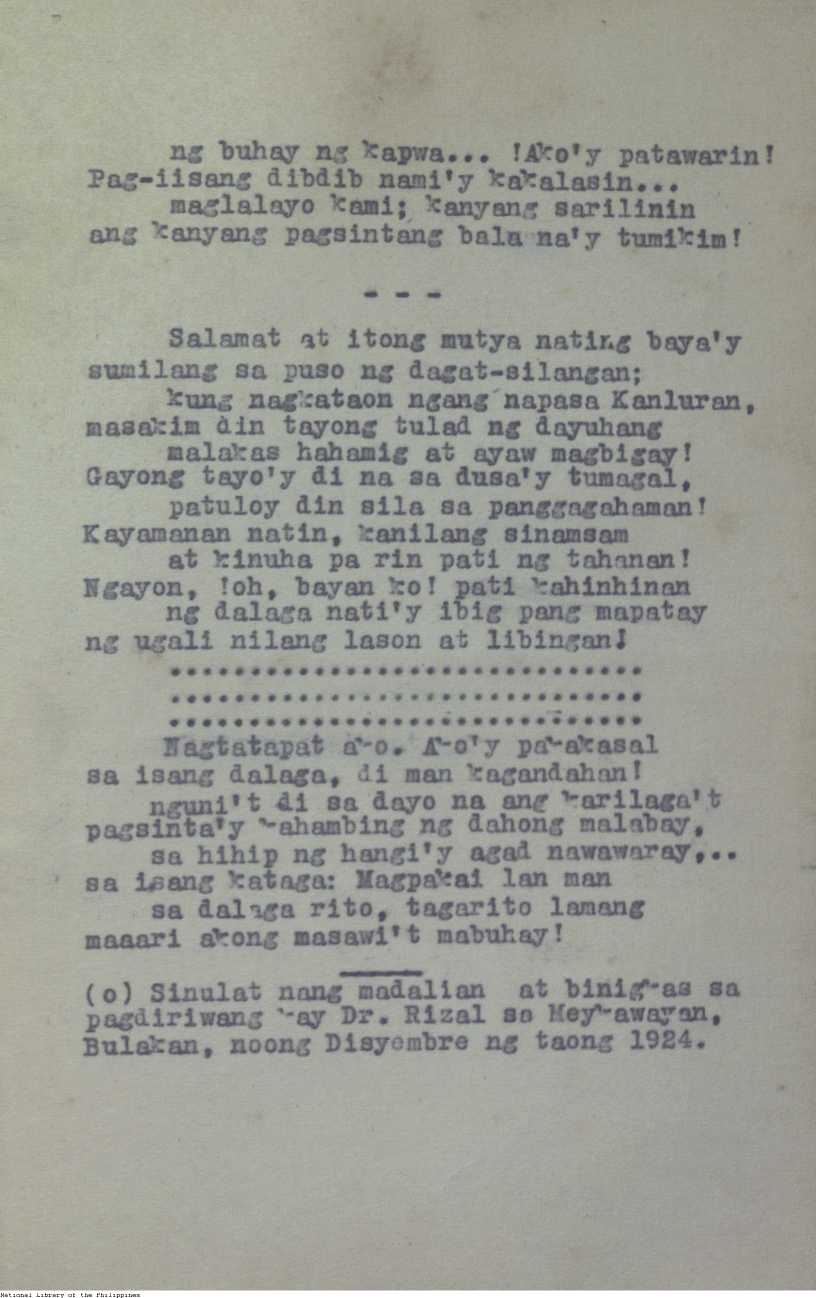 ng buhay ng kapwa... !Ako'y patawarin!
Pag-iisang dibdib nami'y kakalasin...
maglalayo kami; kanyang sarilinin
ang kanyang pagsintang bala na'y tumikim!
- - -
Salamat at itong mutya nating baya'y
sumilang sa puso ng dagat-silangan;
kung nagkataon ngang napasa Kanluran,
masakim din tayong tulad ng dayuhang
malakas hahamig at ayaw magbigay!
Gayong tayo'y di na sa dusa'y tumagal,
patuloy din sila sa panggagahaman!
Kayamanan natin, kanilang sinamsam
at kinuha pa rin pati ng tahanan!
Ngayon, !oh, bayan ko! pati kahinhinan
ng dalaga nati'y ibig pang mapatay
ng ugali nilang lason at libingan!
..............................
..............................
..............................
Nagtatapat ako. Ako'y pakakasal
sa isang dalaga, di man kagandahan!
nguni't di sa dayo na ang karilaga't
pagsinta'y kahambing ng dahong malabay,
sa hihip ng hangi'y agad nawawaray,..
sa isang kataga: Magpakai lan man
sa dalaga rito, tagarito lamang
maaari akong masawi't mabuhay!
(o) Sinulat nang madalian at binigkas sa
pagdiriwang kay Dr. Rizal sa Meykawayan,
Bulakan, noong Disyembre ng taong 1924.
National Library of the Philippines